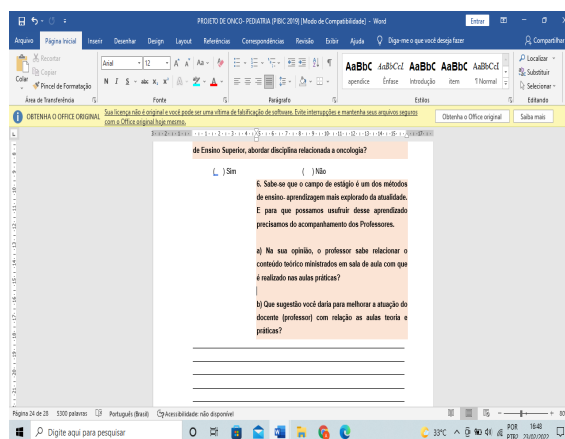 PROJETO DE ONCO- PEDIATRIA (PIBIC 2019) [Modo de Compatibilidade] - Word
Entrar
Arquivo Página Inicial Inserir Desenhar Design Layout Referências Correspondências Revisão Exibir Ajuda Diga-me o que você deseja fazer Compartilhar
Colar
Recortar
Copiar
Pincel de Formatação
Área de Transferência
Arial 12
N I S abc x, x²
Fonte
Parágrafo
AaBbC AaBbCcI AaBbC AaBbC AaBbCcI
apendice Ênfase Introdução item 1 Normal
Estilos
Localizar
Substituir
Selecionar
Editando
OBTENHA O OFFICE ORIGINAL Sua licença não é original e você pode ser uma vítima de falsificação de software. Evite interrupções e mantenha seus arquivos seguros
com o Office original hoje mesmo.
Obtenha o Office original Saiba mais
de Ensino Superior, abordar disciplina relacionada a oncologia?
( ) Sim ( ) Não
6. Sabe-se que o campo de estágio é um dos métodos
de ensino- aprendizagem mais explorado da atualidade.
E para que possamos usufruir desse aprendizado
precisamos do acompanhamento dos Professores.
a) Na sua opinião, o professor sabe relacionar o
conteúdo teórico ministrados em sala de aula com que
é realizado nas aulas práticas?
b) Que sugestão você daria para melhorar a atuação do
docente (professor) com relação as aulas teoria e
práticas?
Página 24 de 28 5300 palavras Português (Brasil) Acessibilidade: não disponível
Digite aqui para pesquisar
33°C
POR 16:48
PTB2 21/02/2022